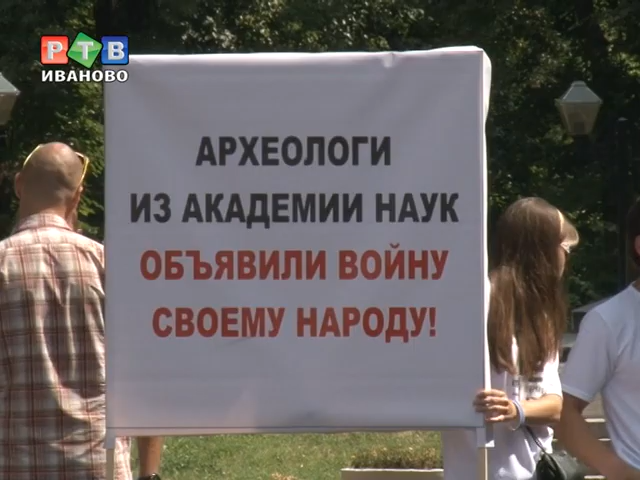 РТВ
ИВАНОВО
АРХЕОЛОГИ
ИЗ АКАДЕМИИ НАУК
ОБЪЯВИЛИ ВОЙНУ
СВОЕМУ НАРОДУ!